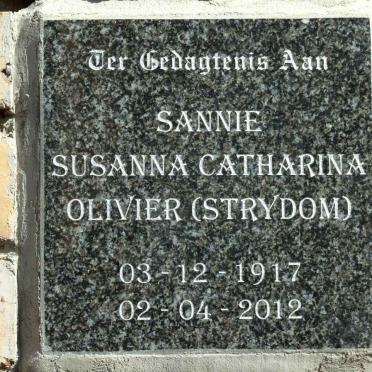 Ter Gedagtenis Aan
SANNIE
SUSANNA CATHARINA
OLIVIER (STRYDOM)
03 - 12 - 1917
02 - 04 - 2012